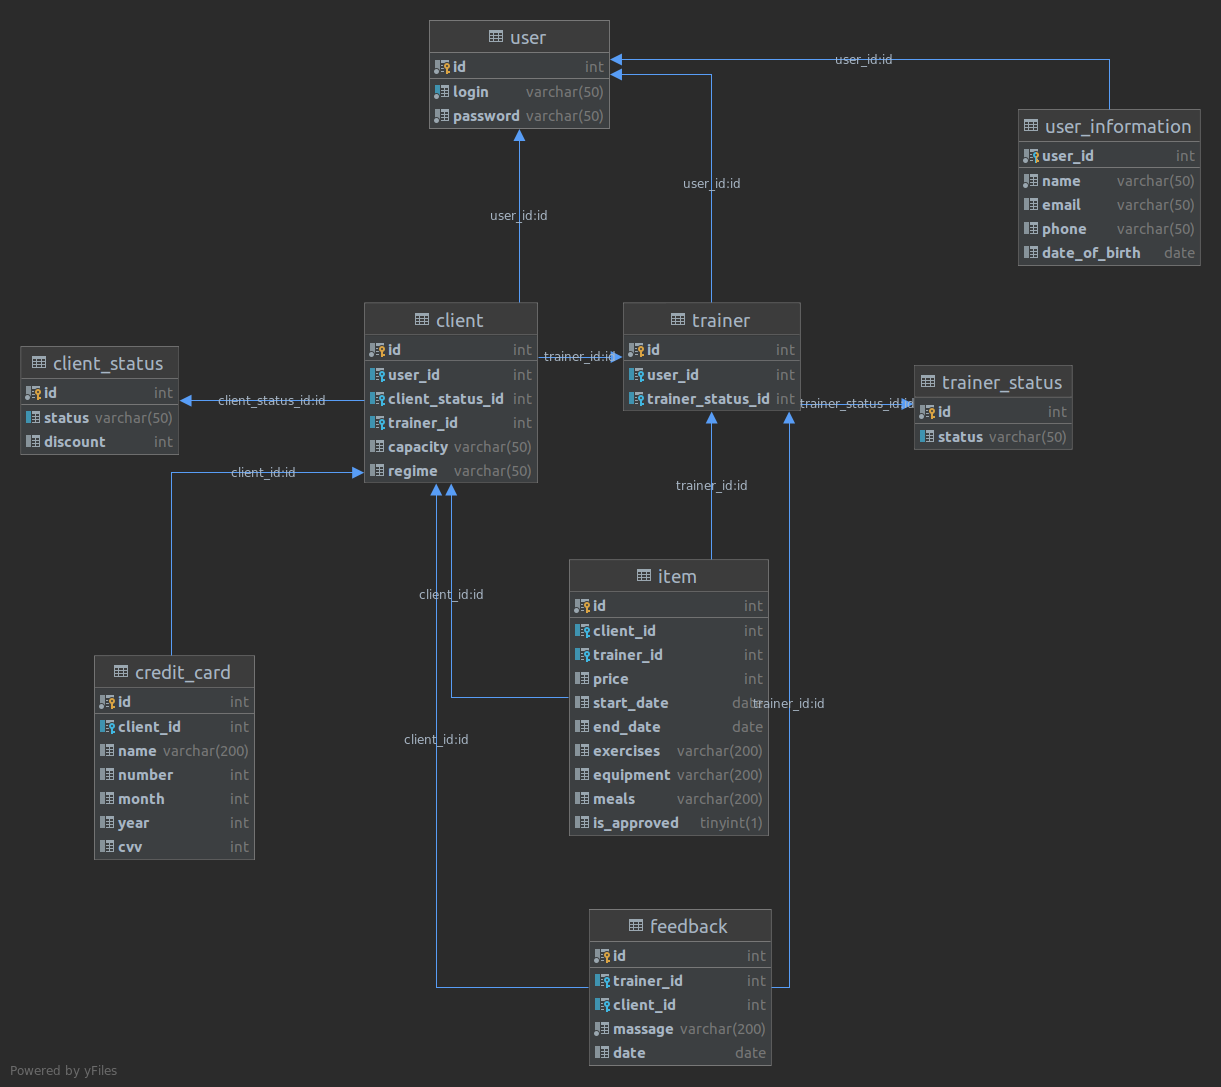 user
id int
login varchar(50)
password varchar(50)
user_id:id
user_information
user_id int
name varchar(50)
email varchar(50)
phone varchar(50)
date_of_birth date
user_id:id
user_id:id
client
id int
user_id int
client_status_id int
trainer_id int
capacity varchar(50)
regime varchar(50)
trainer_id:id
trainer
id int
user_id int
trainer_status_id int
client_status
id int
status varchar(50)
discount int
client_status_id:id
trainer_status_id:id
trainer_status
id int
status varchar(50)
client_id:id
trainer_id:id
client_id:id
item
id int
client_id int
trainer_id int
price int
start_date date
end_date date
exercises varchar(200)
equipment varchar(200)
meals varchar(200)
is_approved tinyint(1)
trainer_id:id
credit_card
id int
client_id int
name varchar(200)
number int
month int
year int
cvv int
client_id:id
feedback
id int
trainer_id int
client_id int
massage varchar(200)
date date
Powered by yFiles